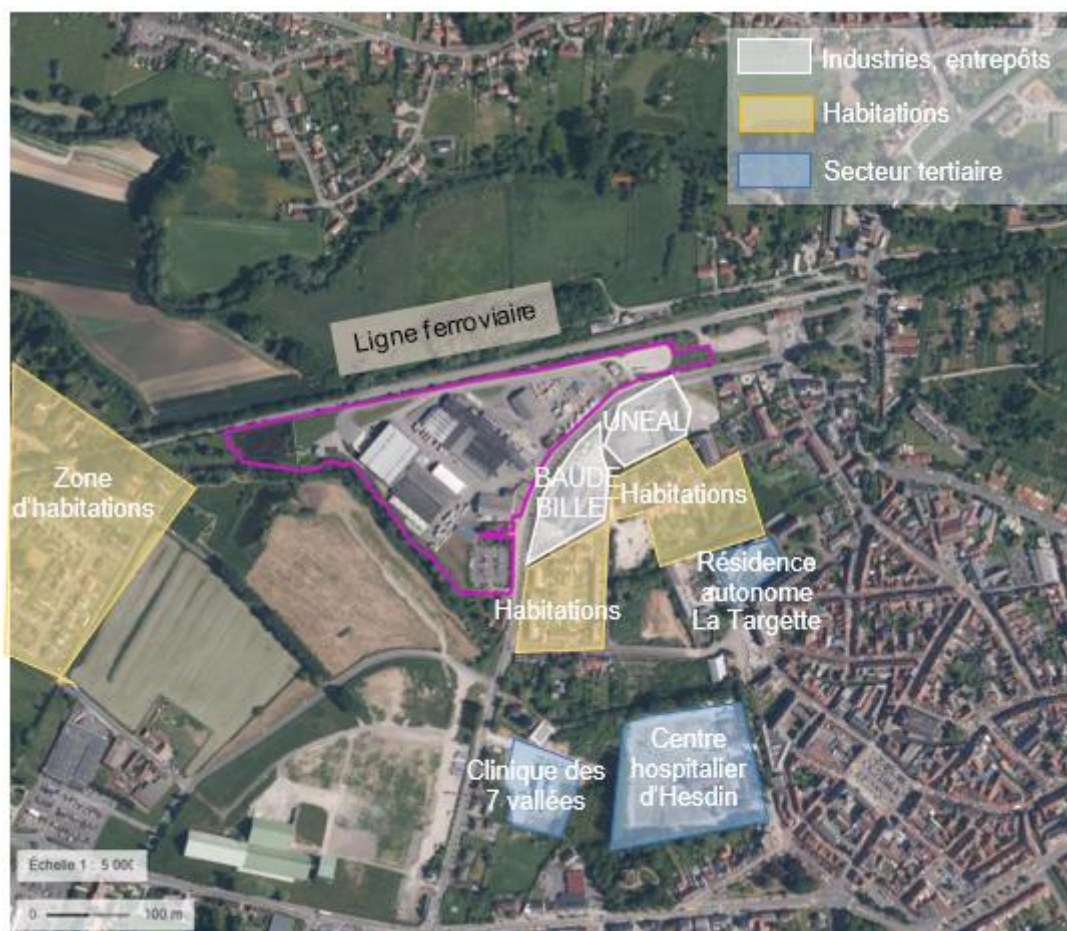 Industries, entrepôts
Habitations
Secteur tertiaire
Ligne ferroviaire
UNEAL
BAUDE
BILLE
Habitations
Zone
d'habitations
Résidence
autonome
La Targette
Habitations
Centre
hospitalier
d'Hesdin
Clinique des
7 vallées
Échelle 1 : 5 000
0 100 m